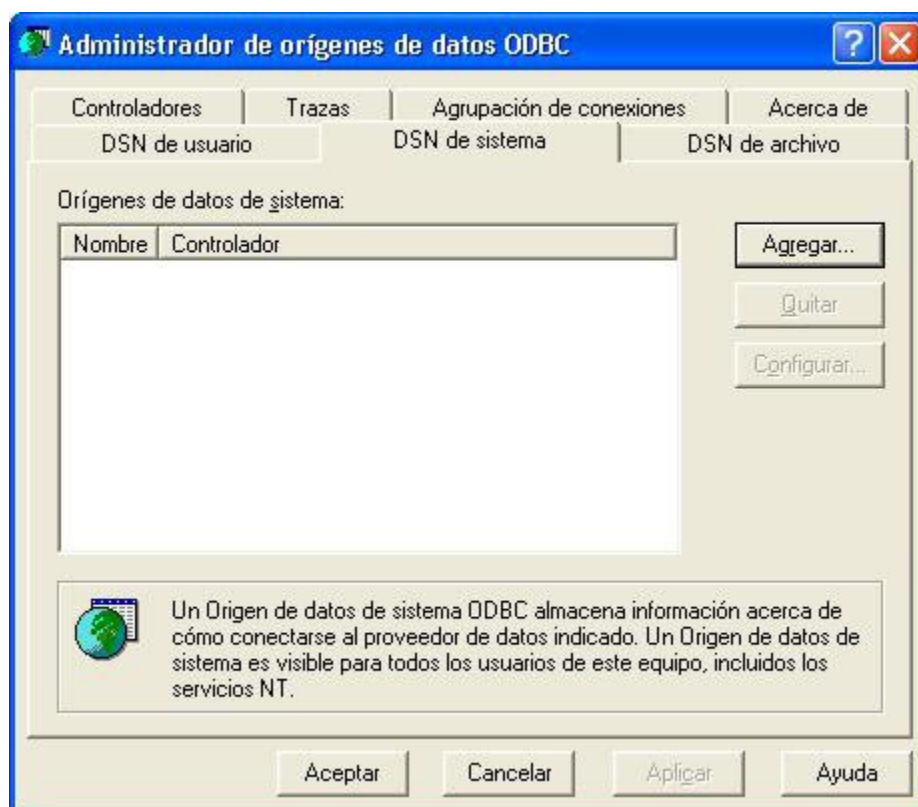 Administrador de orígenes de datos ODBC
Controladores Trazas Agrupación de conexiones Acerca de
DSN de usuario DSN de sistema DSN de archivo
Orígenes de datos de sistema:
Nombre Controlador
Agregar...
Quitar
Configurar...
Un Origen de datos de sistema ODBC almacena información acerca de
cómo conectarse al proveedor de datos indicado. Un Origen de datos de
sistema es visible para todos los usuarios de este equipo, incluidos los
servicios NT.
Aceptar Cancelar Aplicar Ayuda